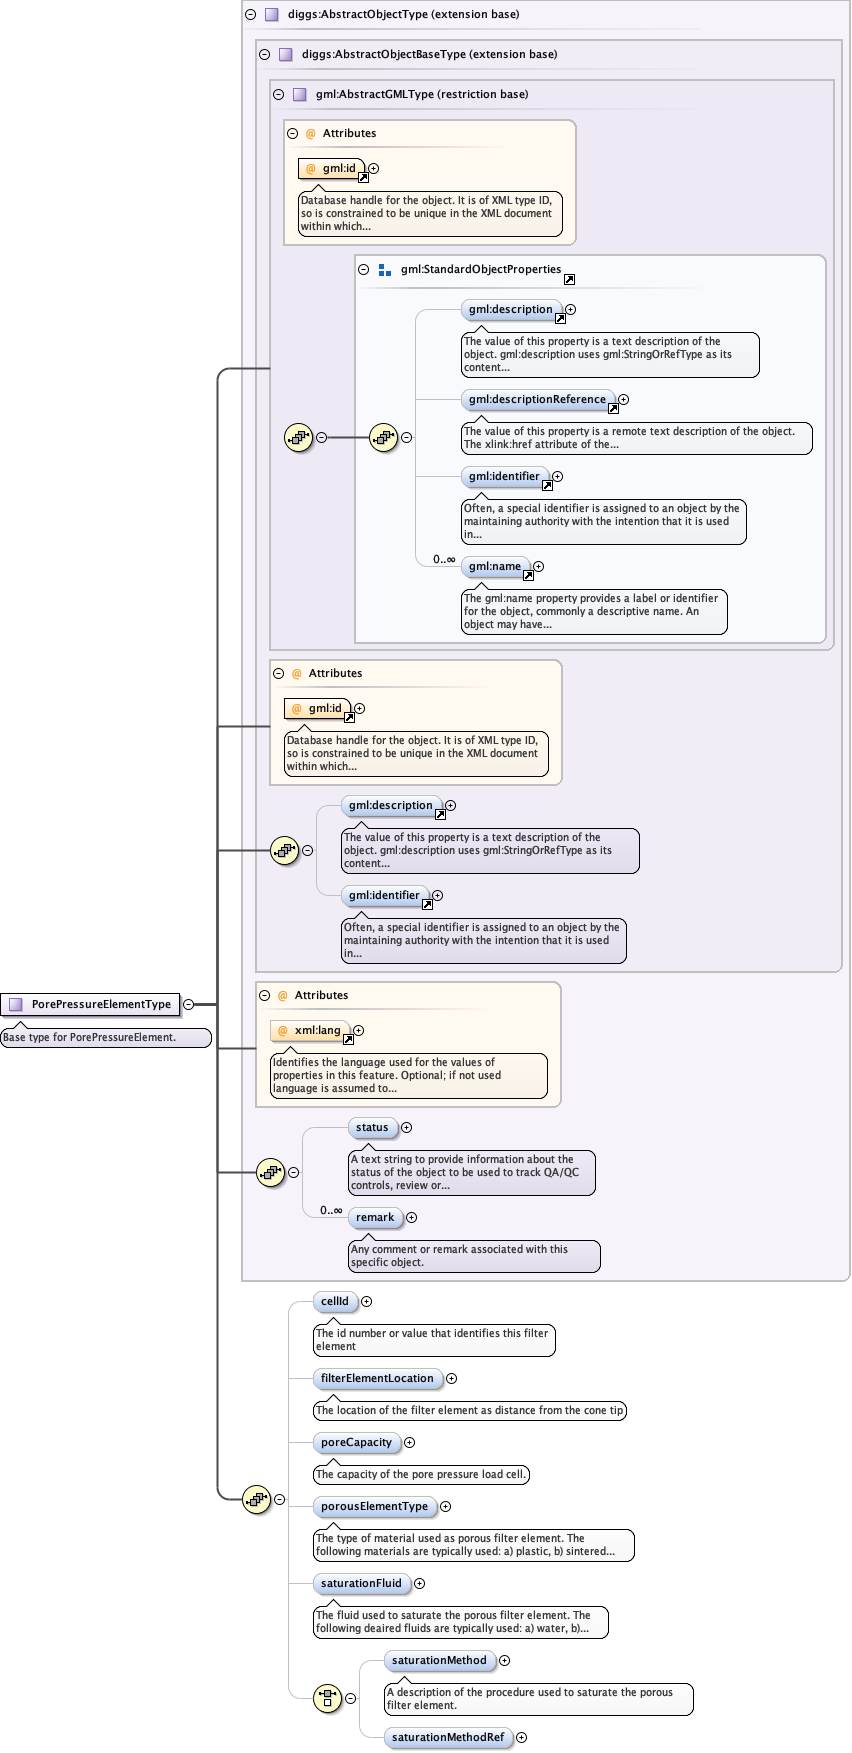 diggs:AbstractObjectType (extension base)
diggs:AbstractObjectBaseType (extension base)
gml:AbstractGMLType (restriction base)
@ Attributes
@ gml:id
Database handle for the object. It is of XML type ID,
so is constrained to be unique in the XML document
within which...
gml:StandardObjectProperties
gml:description
The value of this property is a text description of the
object. gml:description uses gml:StringOrRefType as its
content...
gml:descriptionReference
The value of this property is a remote text description of the object.
The xlink:href attribute of the...
gml:identifier
Often, a special identifier is assigned to an object by the
maintaining authority with the intention that it is used
in...
0..∞
gml:name
The gml:name property provides a label or identifier
for the object, commonly a descriptive name. An
object may have...
@ Attributes
@ gml:id
Database handle for the object. It is of XML type ID,
so is constrained to be unique in the XML document
within which...
gml:description
The value of this property is a text description of the
object. gml:description uses gml:StringOrRefType as its
content...
gml:identifier
Often, a special identifier is assigned to an object by the
maintaining authority with the intention that it is used
in...
PorePressureElementType
Base type for PorePressureElement.
@ Attributes
@ xml:lang
Identifies the language used for the values of
properties in this feature. Optional; if not used
language is assumed to...
status
A text string to provide information about the
status of the object to be used to track QA/QC
controls, review or...
0..∞
remark
Any comment or remark associated with this
specific object.
cellId
The id number or value that identifies this filter
element
filterElementLocation
The location of the filter element as distance from the cone tip
poreCapacity
The capacity of the pore pressure load cell.
porousElementType
The type of material used as porous filter element. The
following materials are typically used: a) plastic, b) sintered...
saturationFluid
The fluid used to saturate the porous filter element. The
following deaired fluids are typically used: a) water, b)...
saturationMethod
A description of the procedure used to saturate the porous
filter element.
saturationMethodRef